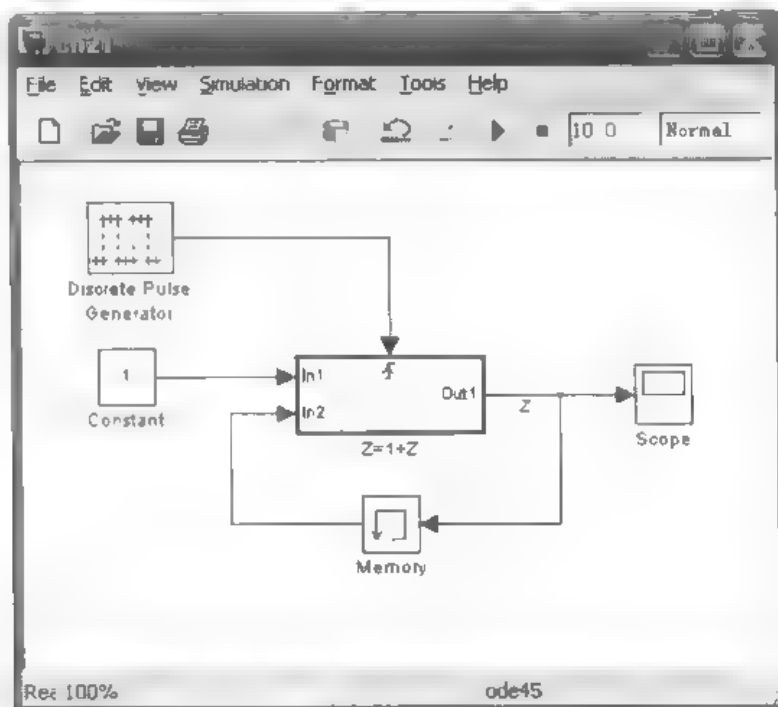 File Edit View Simulation Format Tools Help
10 0 Normal
Discrete Pulse
Generator
1
Constant
In1
In2
Out1
Z=1+Z
Z
Scope
Memory
100% ode45